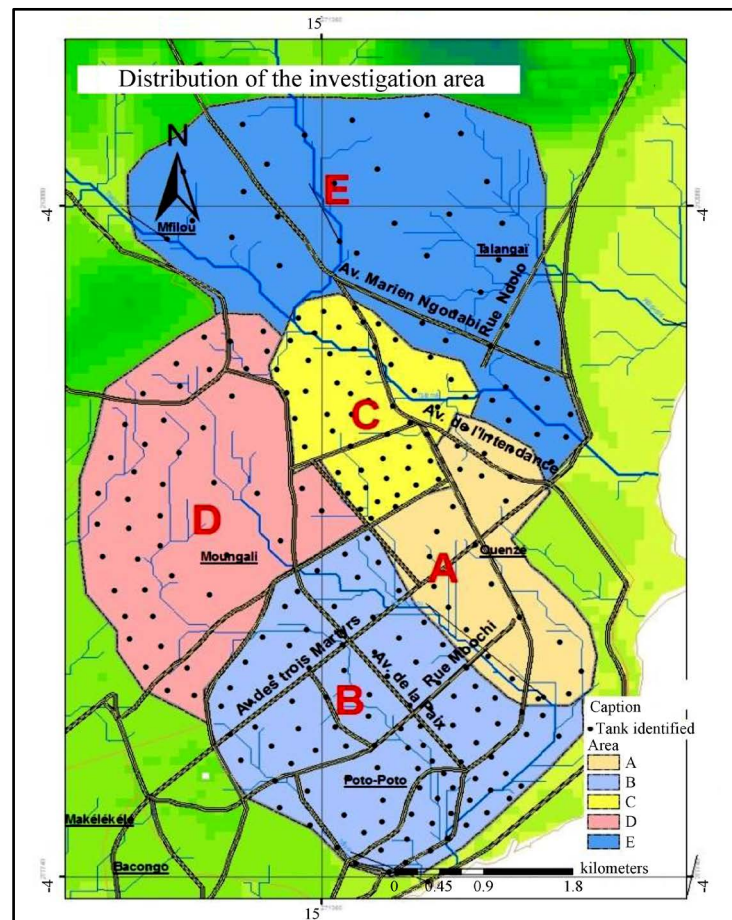 15
Distribution of the investigation area
N
E
-4
-4
Mfilou
Talangaï
Av. Marien Ngouabi
Rue Ndolo
C
Av. de l'Intendance
D
Moungali
A
Ouenzé
Av. des trois Martyrs
Av. de la Paix
Rue Mbochi
B
Poto-Poto
Makélékélé
Bacongo
Caption
Tank identified
Area
A
B
C
D
E
kilometers
0 0.45 0.9 1.8
-4
-4
15